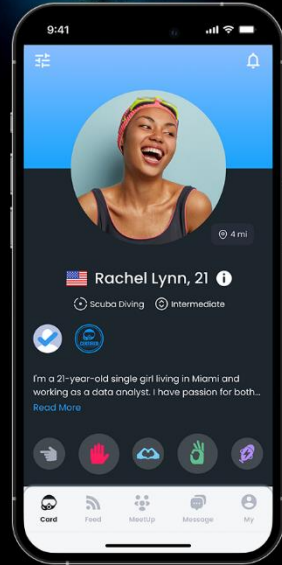 9:41
4 mi
Rachel Lynn, 21
Scuba Diving Intermediate
I'm a 21-year-old single girl living in Miami and
working as a data analyst. I have passion for both...
Read More
Card Feed MeetUp Message My